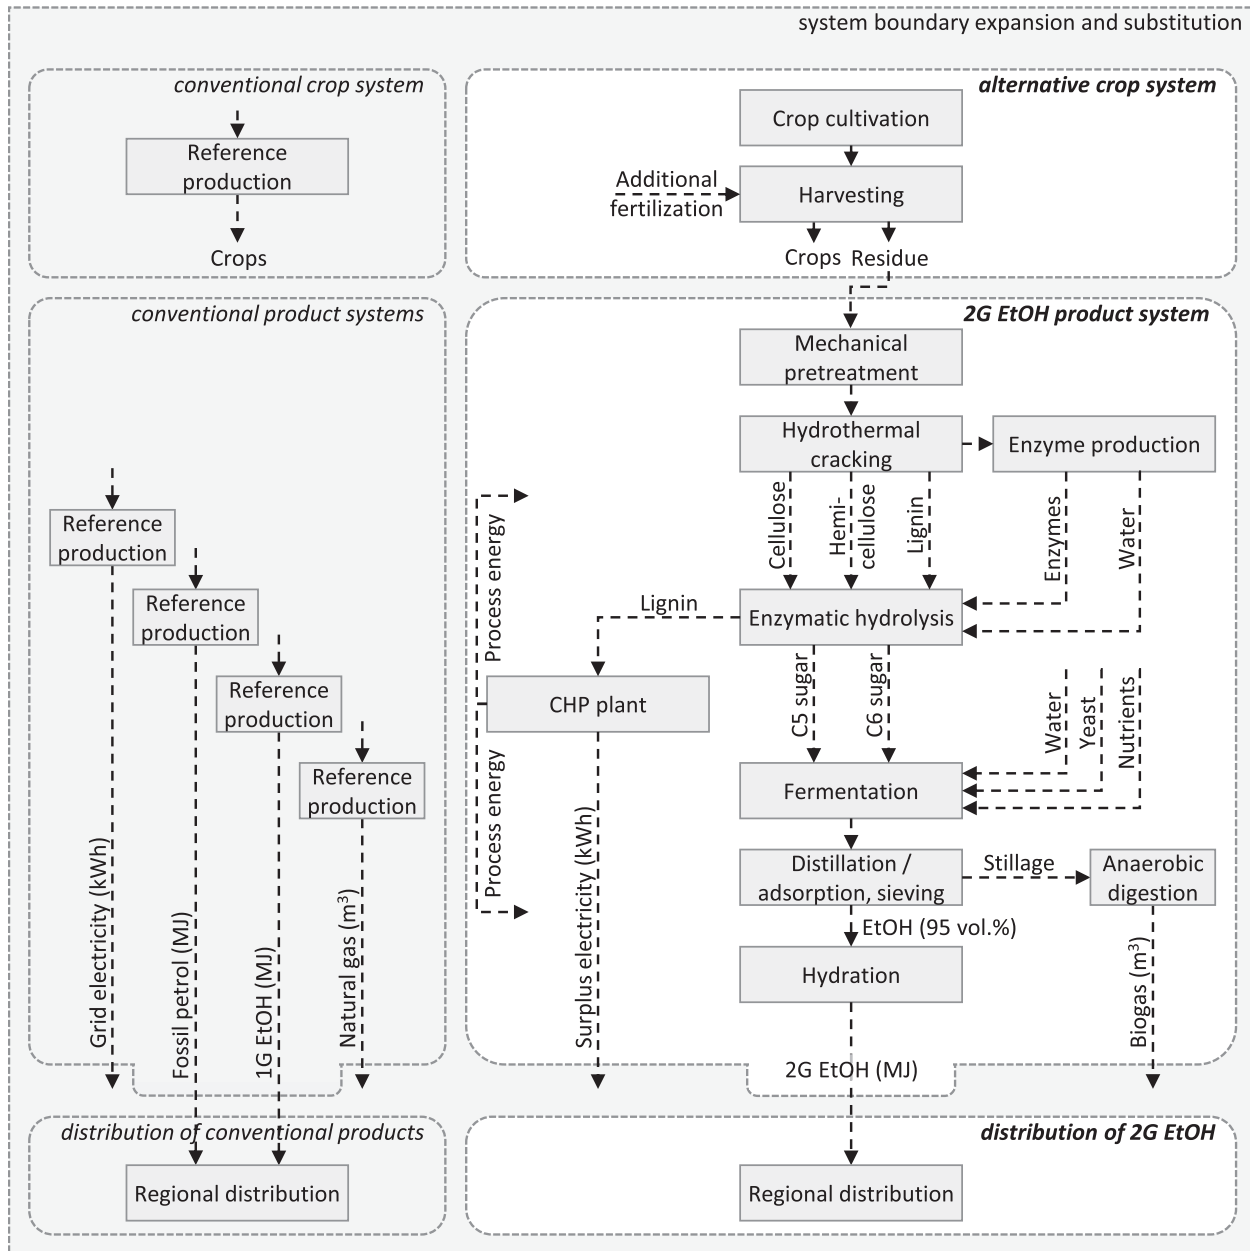 system boundary expansion and substitution
conventional crop system
Reference
production
Crops
alternative crop system
Crop cultivation
Additional
fertilization
Harvesting
Crops
Residue
conventional product systems
Reference
production
Reference
production
Reference
production
Reference
production
Grid electricity (kWh)
Fossil petrol (MJ)
1G EtOH (MJ)
Natural gas (m³)
2G EtOH product system
Mechanical
pretreatment
Hydrothermal
cracking
Enzyme production
Cellulose
Hemi-
cellulose
Lignin
Enzymes
Water
Process energy
Lignin
Enzymatic hydrolysis
CHP plant
C5 sugar
C6 sugar
Water
Yeast
Nutrients
Process energy
Fermentation
Surplus electricity (kWh)
Distillation /
adsorption, sieving
Stillage
Anaerobic
digestion
EtOH (95 vol.%)
Hydration
Biogas (m³)
2G EtOH (MJ)
distribution of conventional products
Regional distribution
distribution of 2G EtOH
Regional distribution